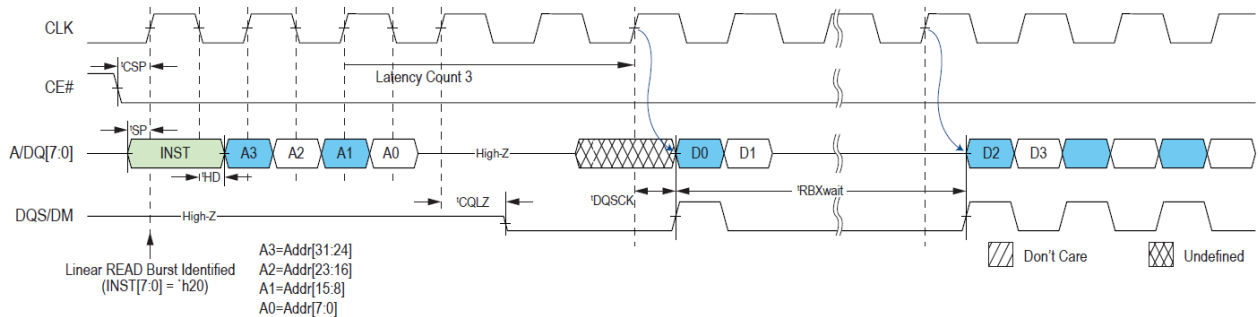 CLK
tCSP
Latency Count 3
CE#
tSP
A/DQ[7:0] INST A3 A2 A1 A0 High-Z D0 D1 D2 D3
tHD
tCQLZ tDQSCK tRBXwait
DQS/DM High-Z
Linear READ Burst Identified
(INST[7:0] = `h20)
A3=Addr[31:24]
A2=Addr[23:16]
A1=Addr[15:8]
A0=Addr[7:0]
Don't Care Undefined